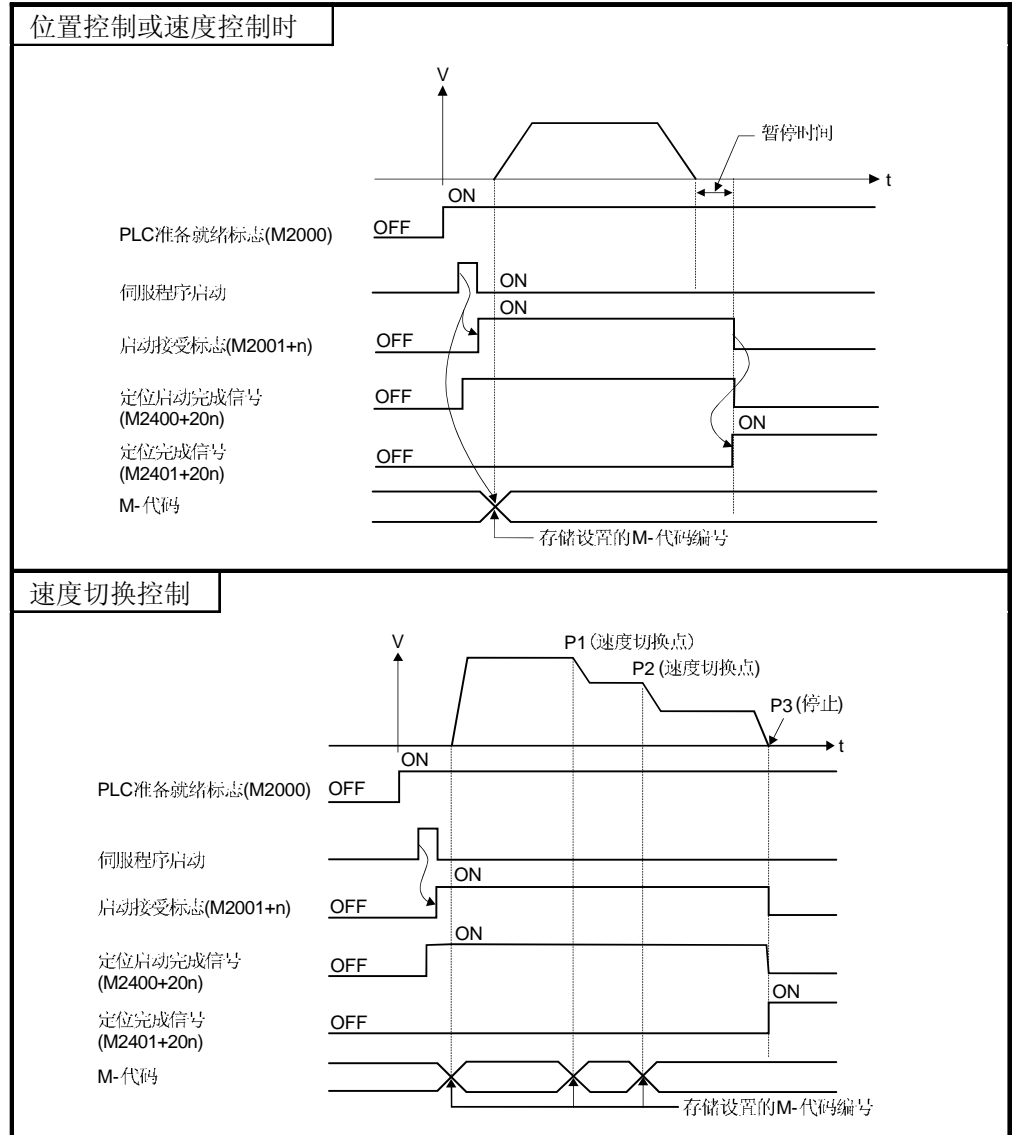 位置控制或速度控制时
V
暂停时间
t
ON
PLC准备就绪标志(M2000)
OFF
ON
伺服程序启动
ON
启动接受标志(M2001+n)
OFF
定位启动完成信号
(M2400+20n)
OFF
ON
定位完成信号
(M2401+20n)
OFF
M-代码
存储设置的M-代码编号
速度切换控制
V
P1(速度切换点)
P2(速度切换点)
P3(停止)
t
ON
PLC准备就绪标志(M2000)
OFF
伺服程序启动
ON
启动接受标志(M2001+n)
OFF
ON
定位启动完成信号
(M2400+20n)
OFF
ON
定位完成信号
(M2401+20n)
OFF
M-代码
存储设置的M-代码编号